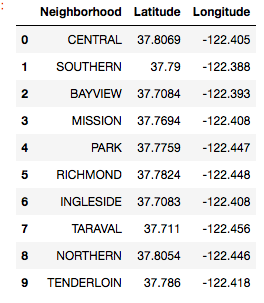 :
Neighborhood Latitude Longitude
0 CENTRAL 37.8069 -122.405
1 SOUTHERN 37.79 -122.388
2 BAYVIEW 37.7084 -122.393
3 MISSION 37.7694 -122.408
4 PARK 37.7759 -122.447
5 RICHMOND 37.7824 -122.448
6 INGLESIDE 37.7083 -122.408
7 TARAVAL 37.711 -122.456
8 NORTHERN 37.8054 -122.446
9 TENDERLOIN 37.786 -122.418